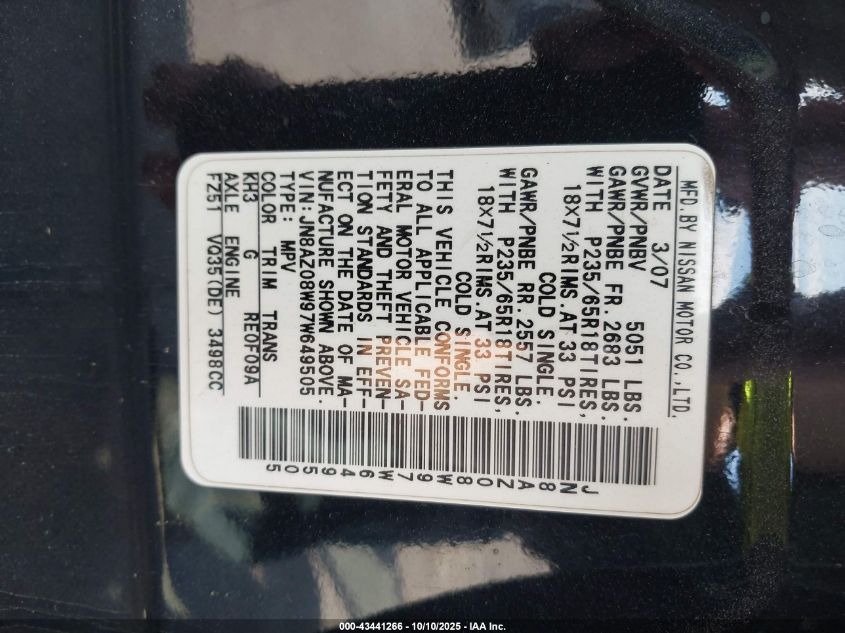 MFD.BY NISSAN MOTOR CO.,LTD.
DATE 3/07
GVWR/PNBV 5051 LBS.
GAWR/PNBE FR.2683 LBS.
WITH P235/65R18TIRES,
18X7½RIMS.AT 33 PSI
COLD SINGLE.
GAWR/PNBE RR.2557 LBS.
WITH P235/65R18TIRES,
18X7½RIMS.AT 33 PSI
COLD SINGLE.
THIS VEHICLE CONFORMS
TO ALL APPLICABLE FED-
ERAL MOTOR VEHICLE SA-
FETY AND THEFT PREVEN-
TION STANDARDS IN EFF-
ECT ON THE DATE OF MA-
NUFACTURE SHOWN ABOVE.
VIN:JN8AZ08W97W649505
TYPE: MPV
COLOR TRIM TRANS
KH3 G RE0F09A
AXLE ENGINE
FZ51 VQ35(DE) 3498CC
JN8AZ08W97W649505
000-43441266 - 10/10/2025 - IAA Inc.